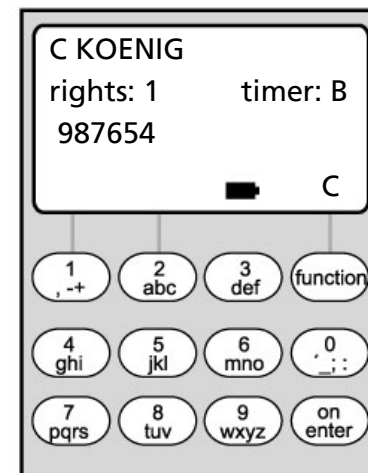 C KOENIG
rights: 1 timer: B
987654
C
1 2 3 function
, -+ abc def
4 5 6 0
ghi jkl mno ´_; :
7 8 9 on
pqrs tuv wxyz enter